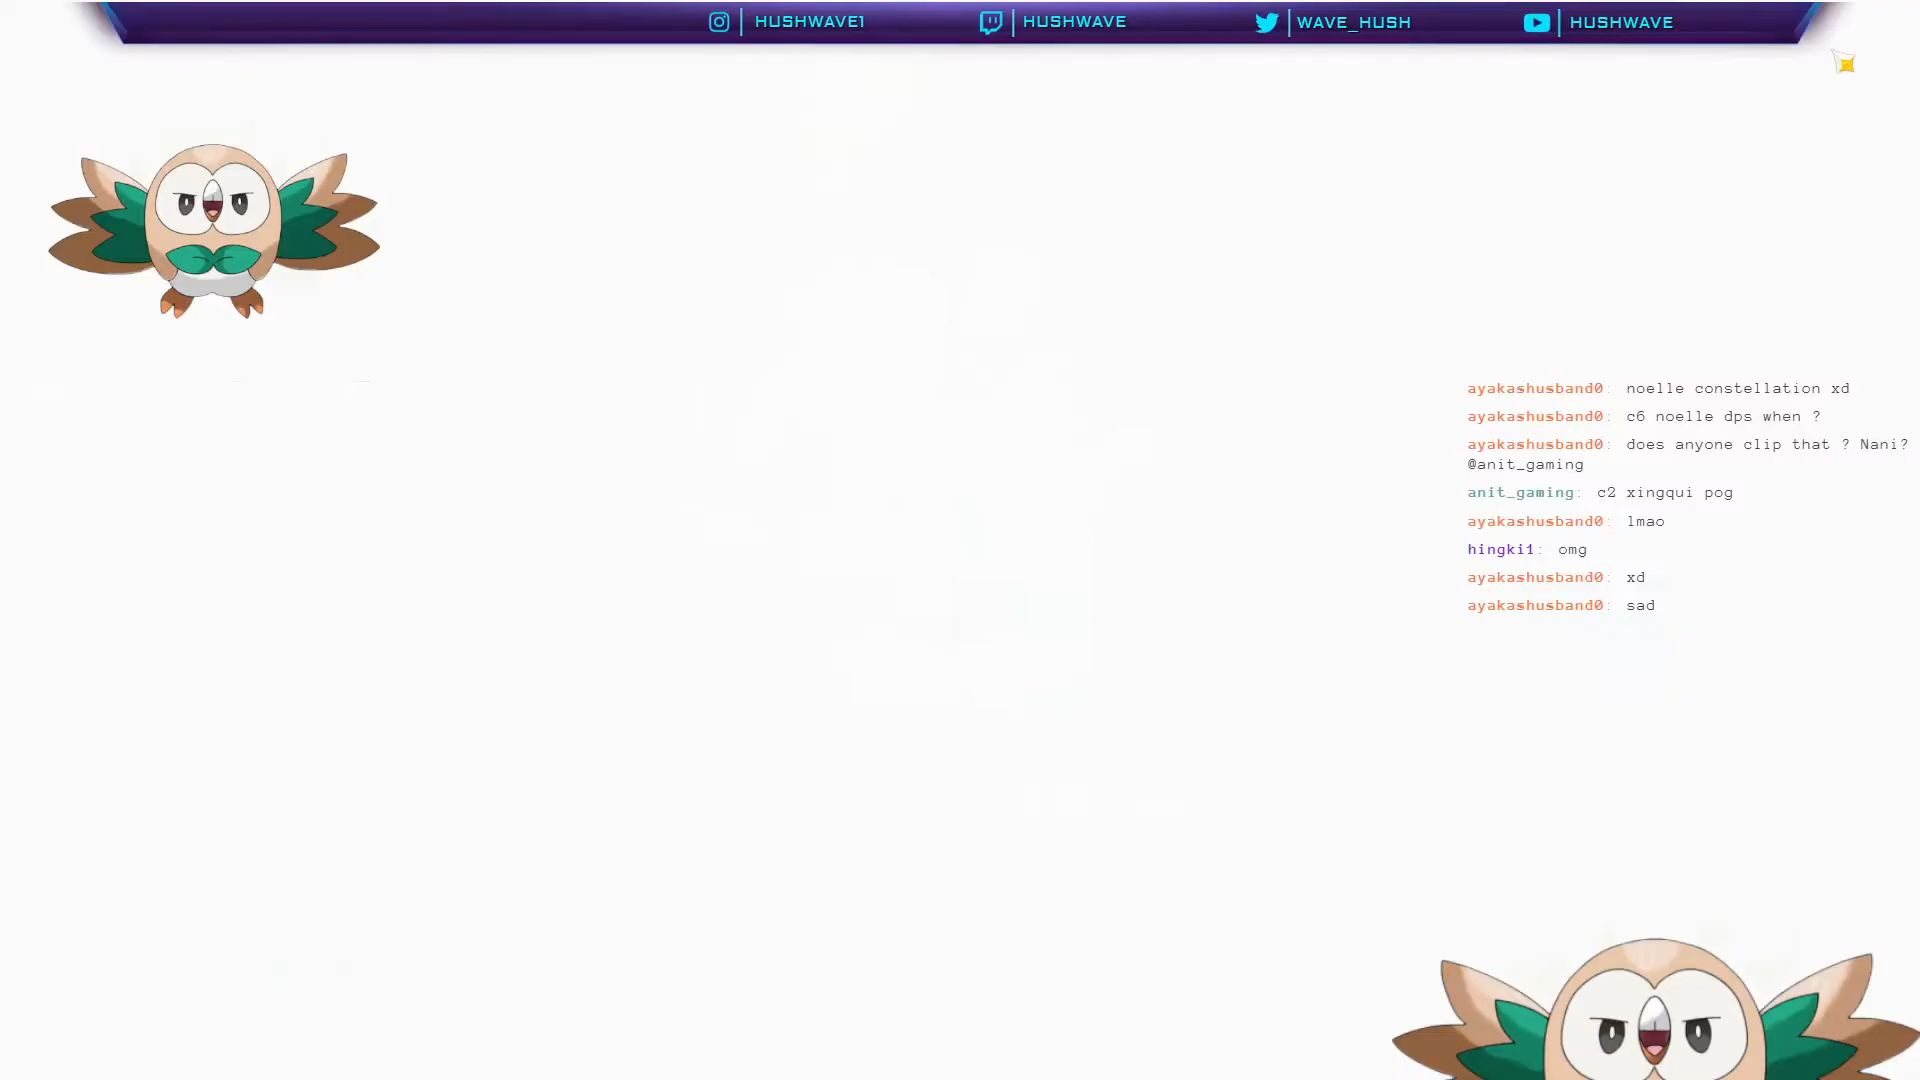 HUSHWAVE1 HUSHWAVE WAVE_HUSH HUSHWAVE
ayakashusband0: noelle constellation xd
ayakashusband0: c6 noelle dps when ?
ayakashusband0: does anyone clip that ? Nani?
@anit_gaming
anit_gaming: c2 xingqui pog
ayakashusband0: lmao
hingki1: omg
ayakashusband0: xd
ayakashusband0: sad